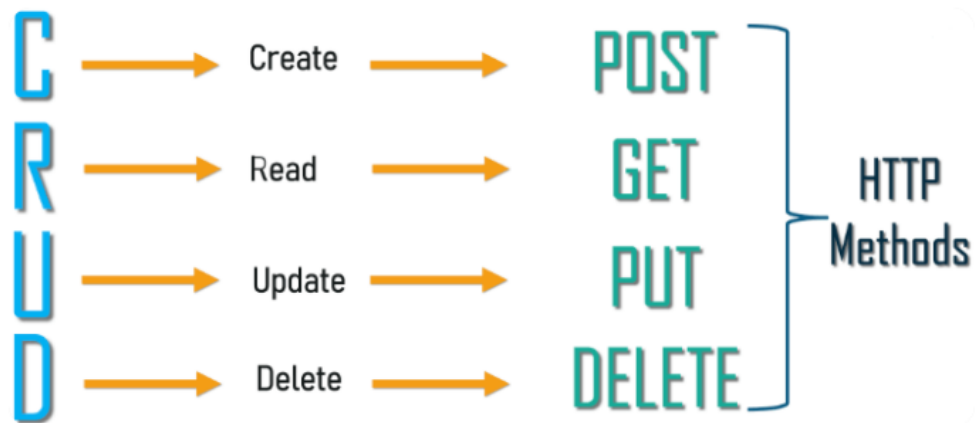 C Create POST
R Read GET
U Update PUT
D Delete DELETE
HTTP
Methods